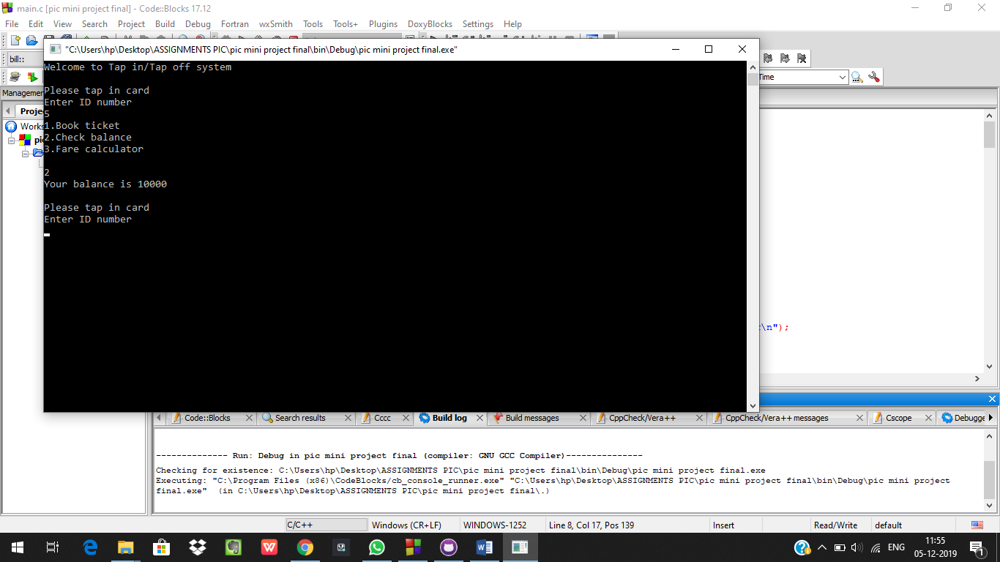 main.c [pic mini project final] - Code::Blocks 17.12
File Edit View Search Project Build Debug Fortran wxSmith Tools Tools+ Plugins DoxyBlocks Settings Help
"C:\Users\hp\Desktop\ASSIGNMENTS PIC\pic mini project final\bin\Debug\pic mini project final.exe"
bill::
Time
Welcome to Tap in/Tap off system
Please tap in card
Enter ID number
5
1.Book ticket
2.Check balance
3.Fare calculator
2
Your balance is 10000
Please tap in card
Enter ID number
\n");
Code::Blocks Search results Cccc Build log Build messages CppCheck/Vera++ CppCheck/Vera++ messages Cscope Debugge
-------------- Run: Debug in pic mini project final (compiler: GNU GCC Compiler)---------------
Checking for existence: C:\Users\hp\Desktop\ASSIGNMENTS PIC\pic mini project final\bin\Debug\pic mini project final.exe
Executing: "C:\Program Files (x86)\CodeBlocks/cb_console_runner.exe" "C:\Users\hp\Desktop\ASSIGNMENTS PIC\pic mini project final\bin\Debug\pic mini project
final.exe" (in C:\Users\hp\Desktop\ASSIGNMENTS PIC\pic mini project final\.)
C/C++ Windows (CR+LF) WINDOWS-1252 Line 8, Col 17, Pos 139 Insert Read/Write default
ENG 11:55
05-12-2019
1